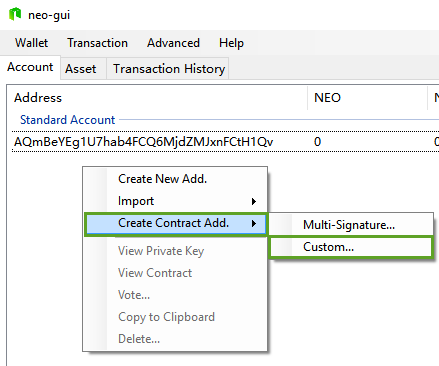 neo-gui
Wallet Transaction Advanced Help
Account Asset Transaction History
Address NEO N
Standard Account
AQmBeYEg1U7hab4FCQ6MjdZMJxnFCtH1Qv 0 0
Create New Add.
Import
Create Contract Add.
Multi-Signature...
Custom...
View Private Key
View Contract
Vote...
Copy to Clipboard
Delete...